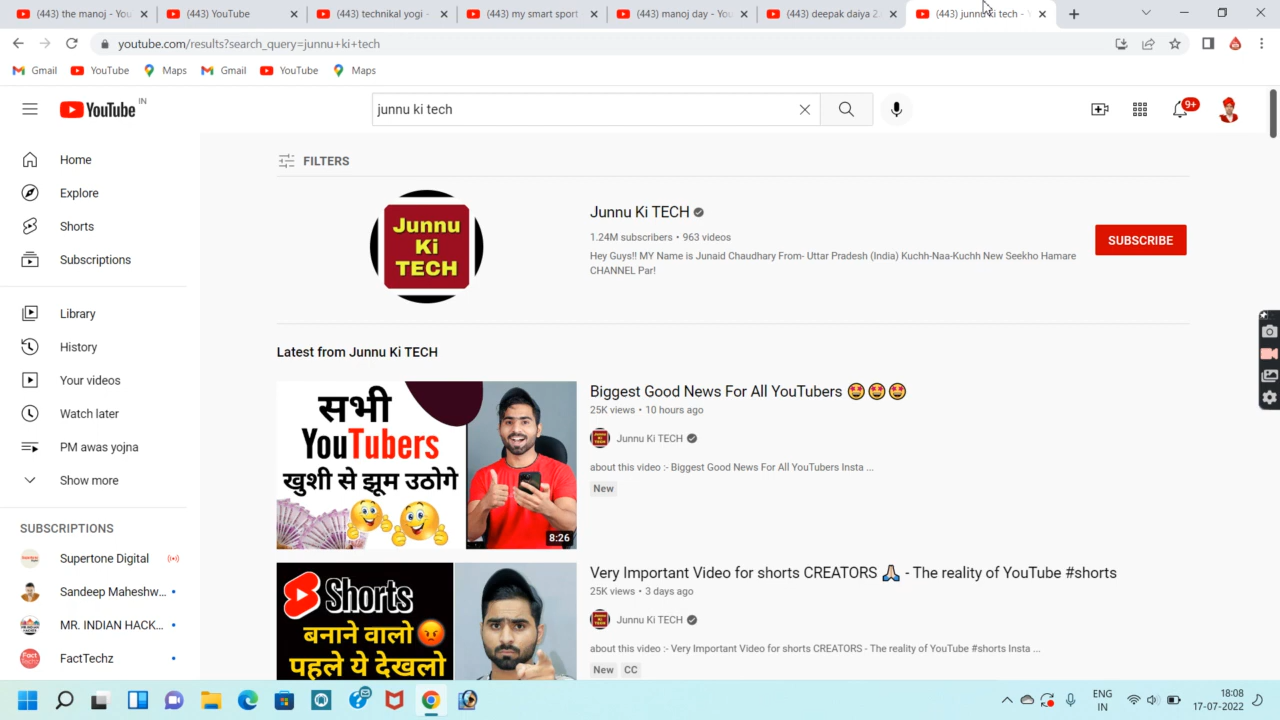 (443) manoj - You
(443) YouTube
(443) technikal yogi -
(443) my smart sport
(443) manoj day - You
(443) deepak daiya 2.
(443) junnu ki tech -
youtube.com/results?search_query=junnu+ki+tech
Gmail YouTube Maps Gmail YouTube Maps
YouTube IN
junnu ki tech
9+
Home
Explore
Shorts
Subscriptions
Library
History
Your videos
Watch later
PM awas yojna
Show more
SUBSCRIPTIONS
Supertone Digital
Sandeep Maheshw...
MR. INDIAN HACK...
FactTechz
FILTERS
Junnu
Ki
TECH
Junnu Ki TECH
1.24M subscribers • 963 videos
Hey Guys!! MY Name is Junaid Chaudhary From- Uttar Pradesh (India) Kuchh-Naa-Kuchh New Seekho Hamare
CHANNEL Par!
SUBSCRIBE
Latest from Junnu Ki TECH
सभी
YouTubers
खुशी से झूम उठोगे
8:26
Biggest Good News For All YouTubers 🤩🤩🤩
25K views • 10 hours ago
Junnu Ki TECH
about this video :- Biggest Good News For All YouTubers Insta ...
New
Shorts
बनाने वालो
पहले ये देखलो
Very Important Video for shorts CREATORS 🙏🏻 - The reality of YouTube #shorts
25K views • 3 days ago
Junnu Ki TECH
about this video :- Very Important Video for shorts CREATORS - The reality of YouTube #shorts Insta ...
New CC
ENG
IN
18:08
17-07-2022